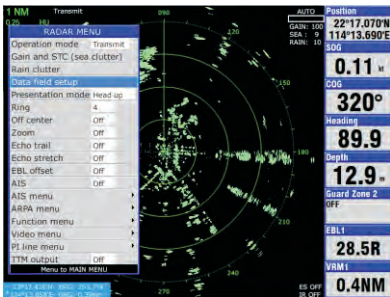 1 NM Transmit
0.25 HU
AUTO
GAIN: 100
SEA : 9
RAIN: 10
RADAR MENU
Operation mode Transmit
Gain and STC (sea clutter)
Rain clutter
Data field setup
Presentation mode Head up
Ring 4
Off center Off
Zoom Off
Echo trail Off
Echo stretch Off
EBL offset Off
AIS Off
AIS menu
ARPA menu
Function menu
Video menu
PI line menu
TTM output Off
Menu to MAIN MENU
180
210
240
270
ES OFF
IR OFF
Position
22°17.070'N
114°13.690'E
SOG
0.11
COG
320°
Heading
89.9
Depth
12.9
Guard Zone 2
OFF
EBL1
28.5R
VRM1
0.4NM